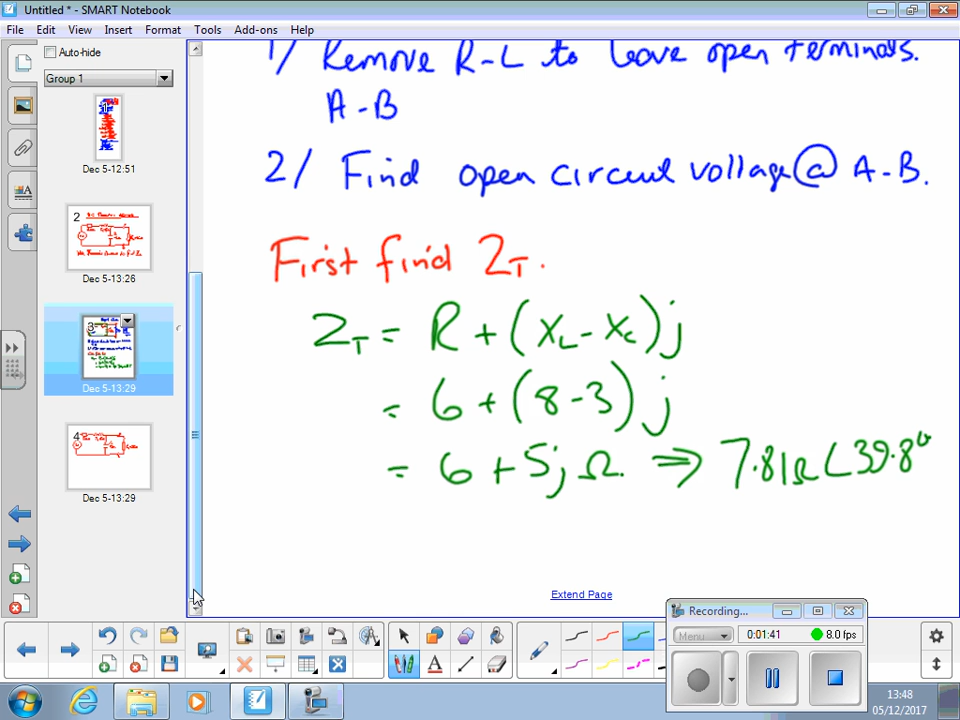 Untitled * - SMART Notebook
File Edit View Insert Format Tools Add-ons Help
Auto-hide
Group 1
Dec 5-12:51
2
Dec 5-13:26
3
Dec 5-13:29
4
Dec 5-13:29
1/ Remove R-L to leave open terminals.
A-B
2/ Find open circuit voltage @ A-B.
First find ZT.
ZT = R + (XL - XC)j
= 6 + (8-3)j
= 6 + 5j Ω. ⇒ 7.81Ω ∠39.8°
Extend Page
Recording...
Menu
0:01:41
8.0 fps
13:48
05/12/2017